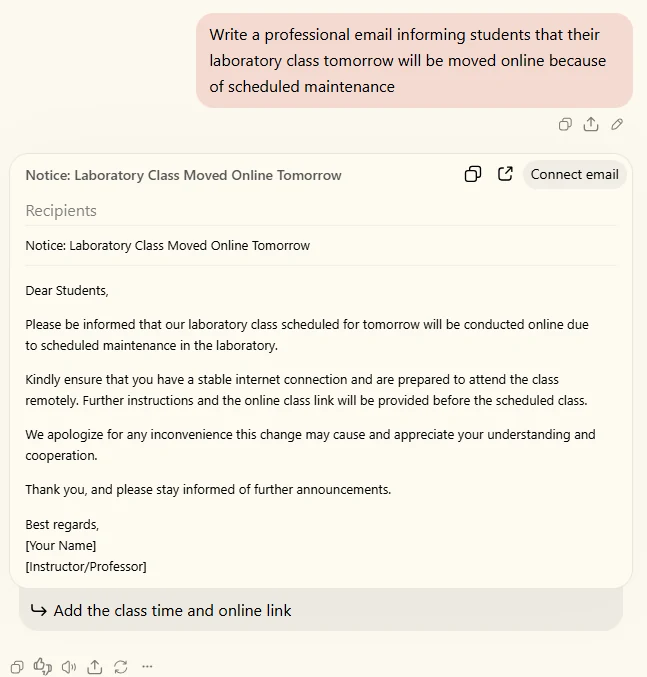 Write a professional email informing students that their
laboratory class tomorrow will be moved online because
of scheduled maintenance
Notice: Laboratory Class Moved Online Tomorrow
Connect email
Recipients
Notice: Laboratory Class Moved Online Tomorrow
Dear Students,
Please be informed that our laboratory class scheduled for tomorrow will be conducted online due
to scheduled maintenance in the laboratory.
Kindly ensure that you have a stable internet connection and are prepared to attend the class
remotely. Further instructions and the online class link will be provided before the scheduled class.
We apologize for any inconvenience this change may cause and appreciate your understanding and
cooperation.
Thank you, and please stay informed of further announcements.
Best regards,
[Your Name]
[Instructor/Professor]
Add the class time and online link